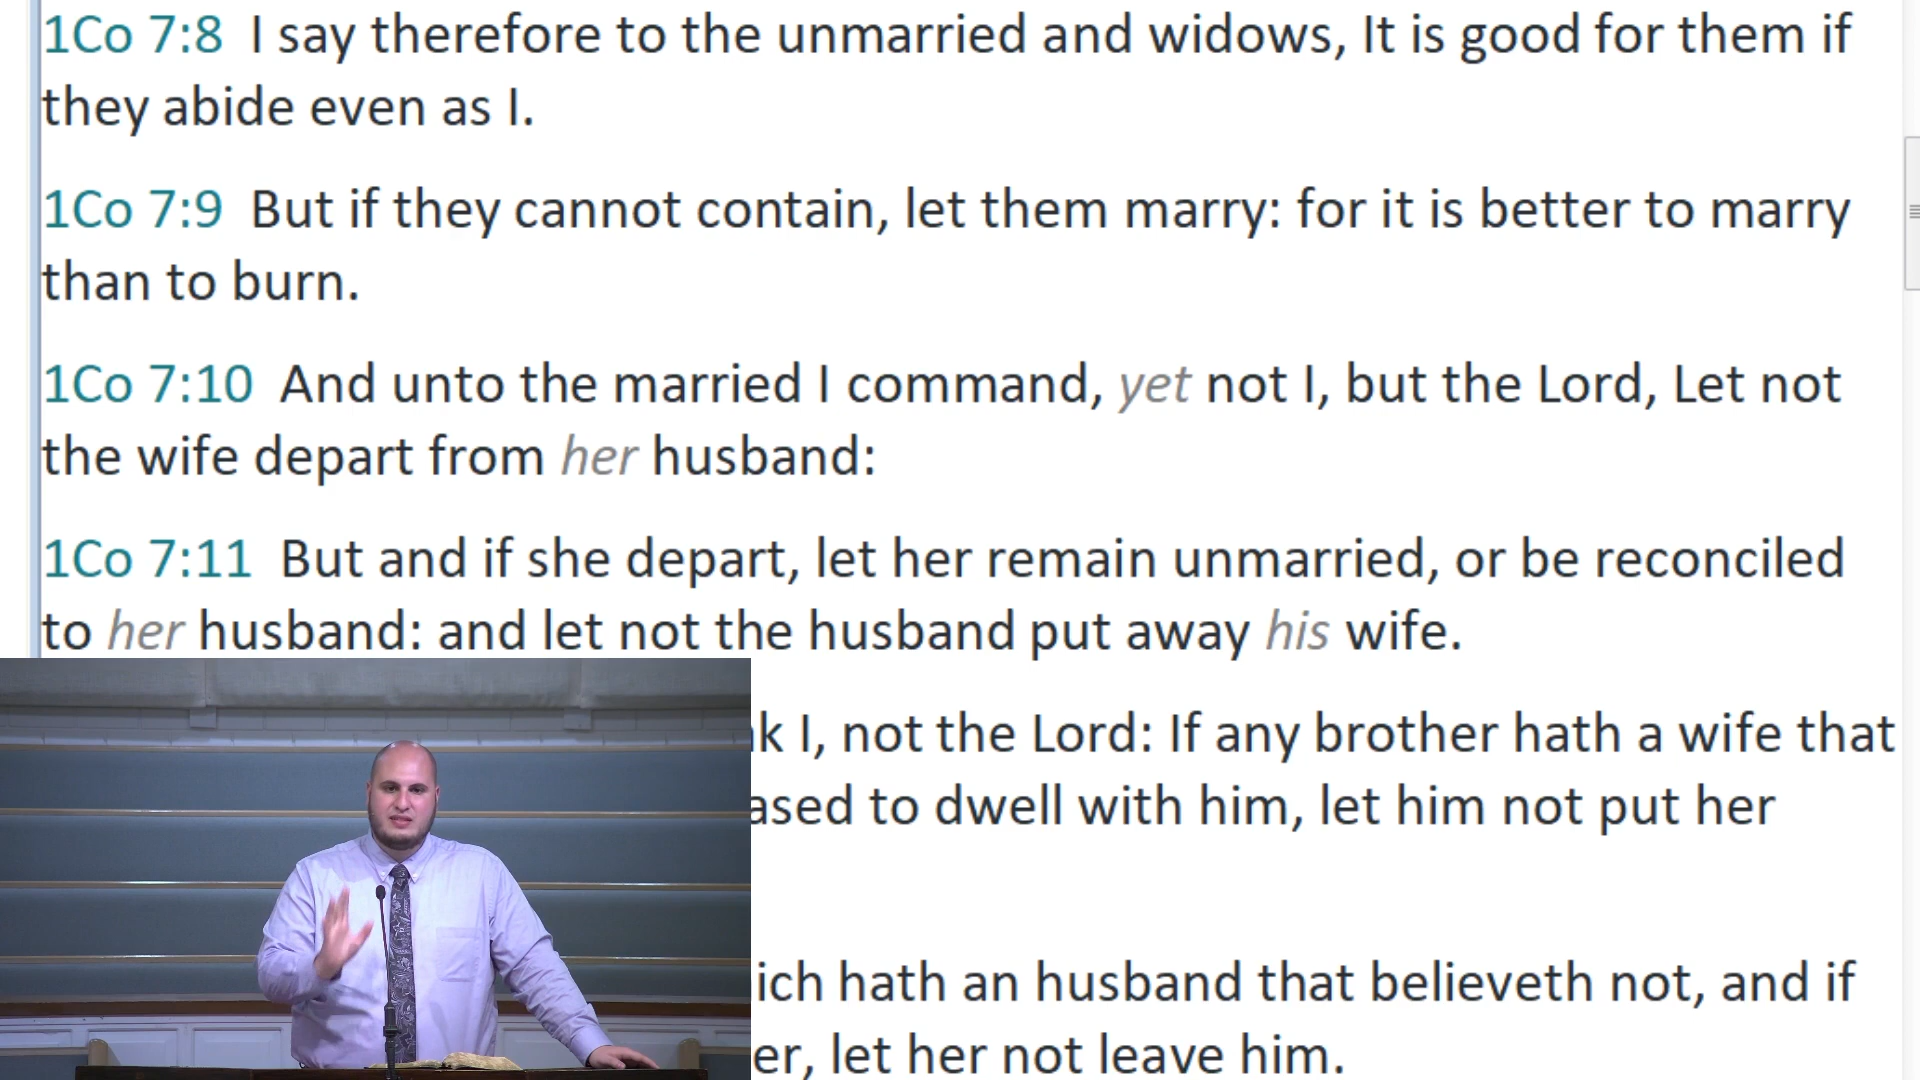 1Co 7:8 I say therefore to the unmarried and widows, It is good for them if
they abide even as I.
1Co 7:9 But if they cannot contain, let them marry: for it is better to marry
than to burn.
1Co 7:10 And unto the married I command, yet not I, but the Lord, Let not
the wife depart from her husband:
1Co 7:11 But and if she depart, let her remain unmarried, or be reconciled
to her husband: and let not the husband put away his wife.
k I, not the Lord: If any brother hath a wife that
ased to dwell with him, let him not put her
ich hath an husband that believeth not, and if
er, let her not leave him.